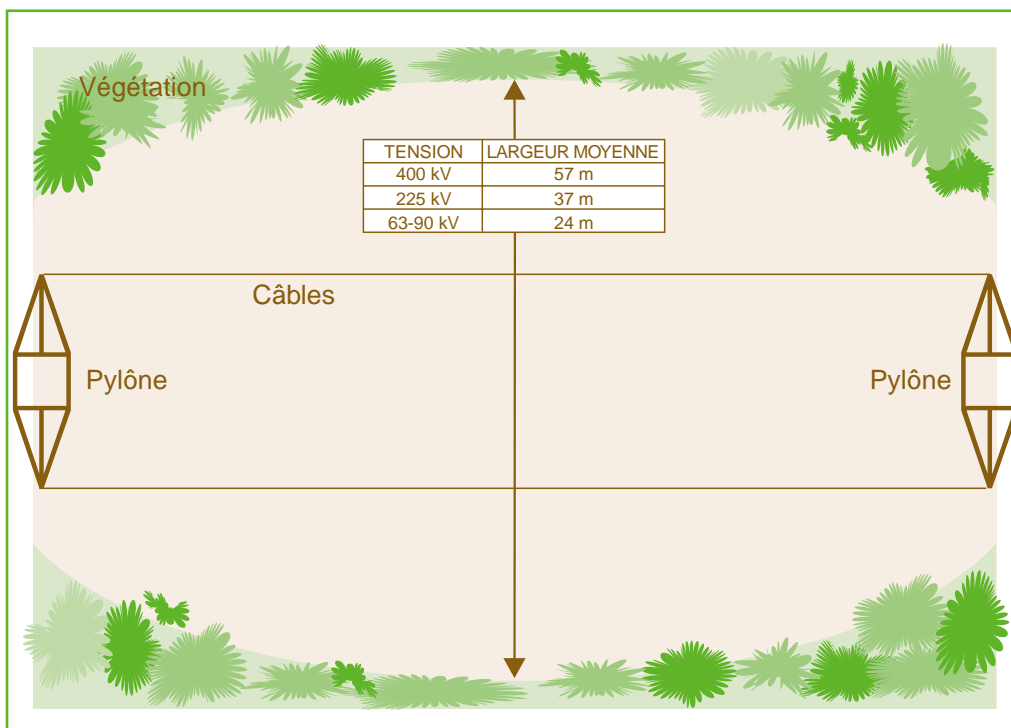 Végétation
TENSION LARGEUR MOYENNE
400 kV 57 m
225 kV 37 m
63-90 kV 24 m
Câbles
Pylône Pylône